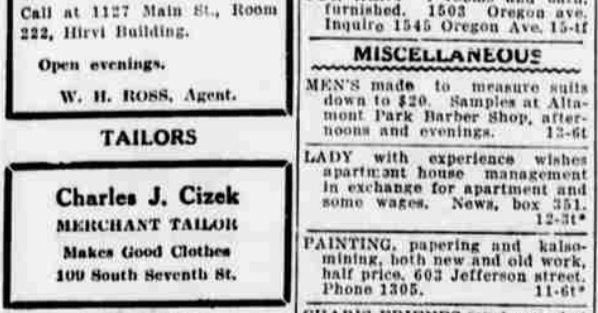 Call at 1127 Main St., Room
222, Hirvi Building.
Open evenings.
W. H. ROSS, Agent.
TAILORS
Charles J. Cizek
MERCHANT TAILOR
Makes Good Clothes
109 South Seventh St.
furnished. 1503 Oregon ave.
Inquire 1545 Oregon Ave. 15-tf
MISCELLANEOUS
MEN'S made to measure suits
down to $20. Samples at Alta-
mont Park Barber Shop, after-
noons and evenings. 12-6t
LADY with experience wishes
apartment house management
in exchange for apartment and
some wages. News, box 351.
12-3t*
PAINTING, papering and kalso-
mining, both new and old work,
half price. 603 Jefferson street.
Phone 1305. 11-6t*